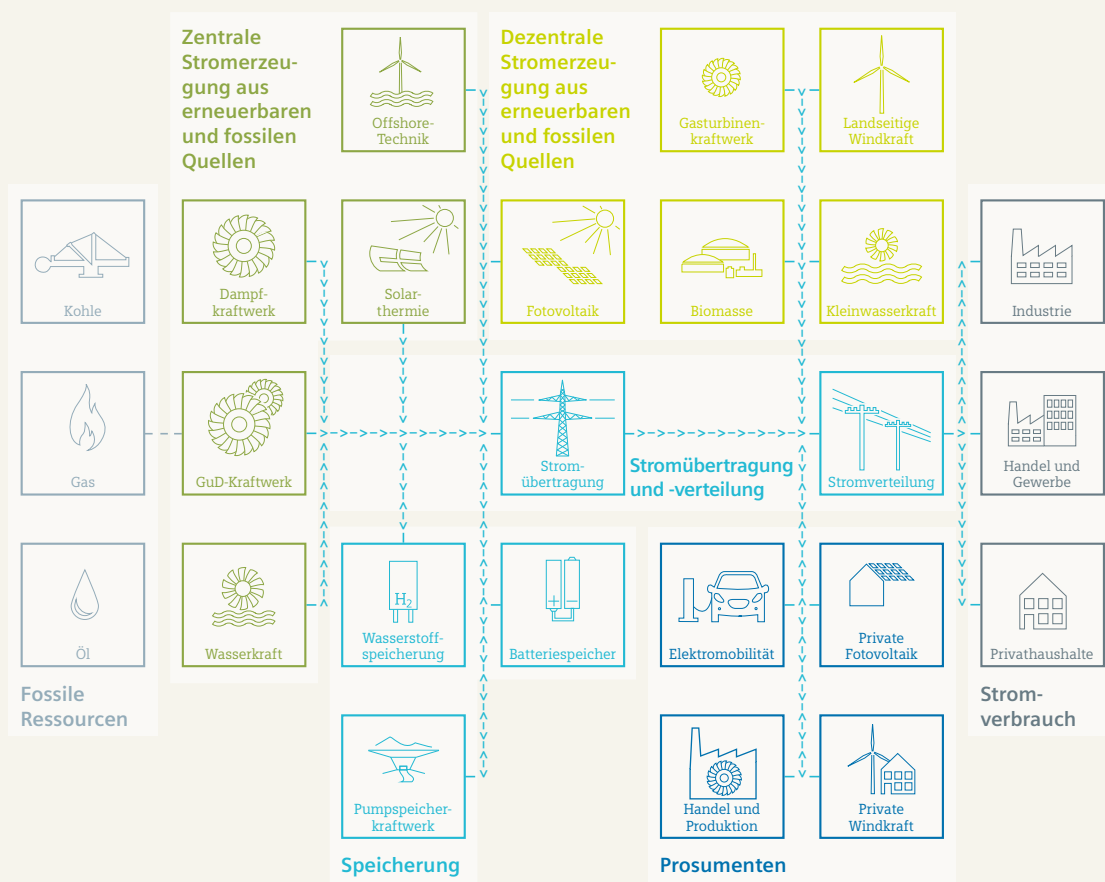 Zentrale
Stromerzeu-
gung aus
erneuerbaren
und fossilen
Quellen
Offshore-
Technik
Dezentrale
Stromerzeu-
gung aus
erneuerbaren
und fossilen
Quellen
Gasturbinen-
kraftwerk
Landseitige
Windkraft
Kohle
Dampf-
kraftwerk
Solar-
thermie
Fotovoltaik
Biomasse
Kleinwasserkraft
Industrie
Gas
GuD-Kraftwerk
Strom-
übertragung
Stromübertragung
und -verteilung
Stromverteilung
Handel und
Gewerbe
Öl
Wasserkraft
H2
Wasserstoff-
speicherung
+ −
Batteriespeicher
Elektromobilität
Private
Fotovoltaik
Privathaushalte
Fossile
Ressourcen
Strom-
verbrauch
Pumpspeicher-
kraftwerk
Handel und
Produktion
Private
Windkraft
Speicherung
Prosumenten